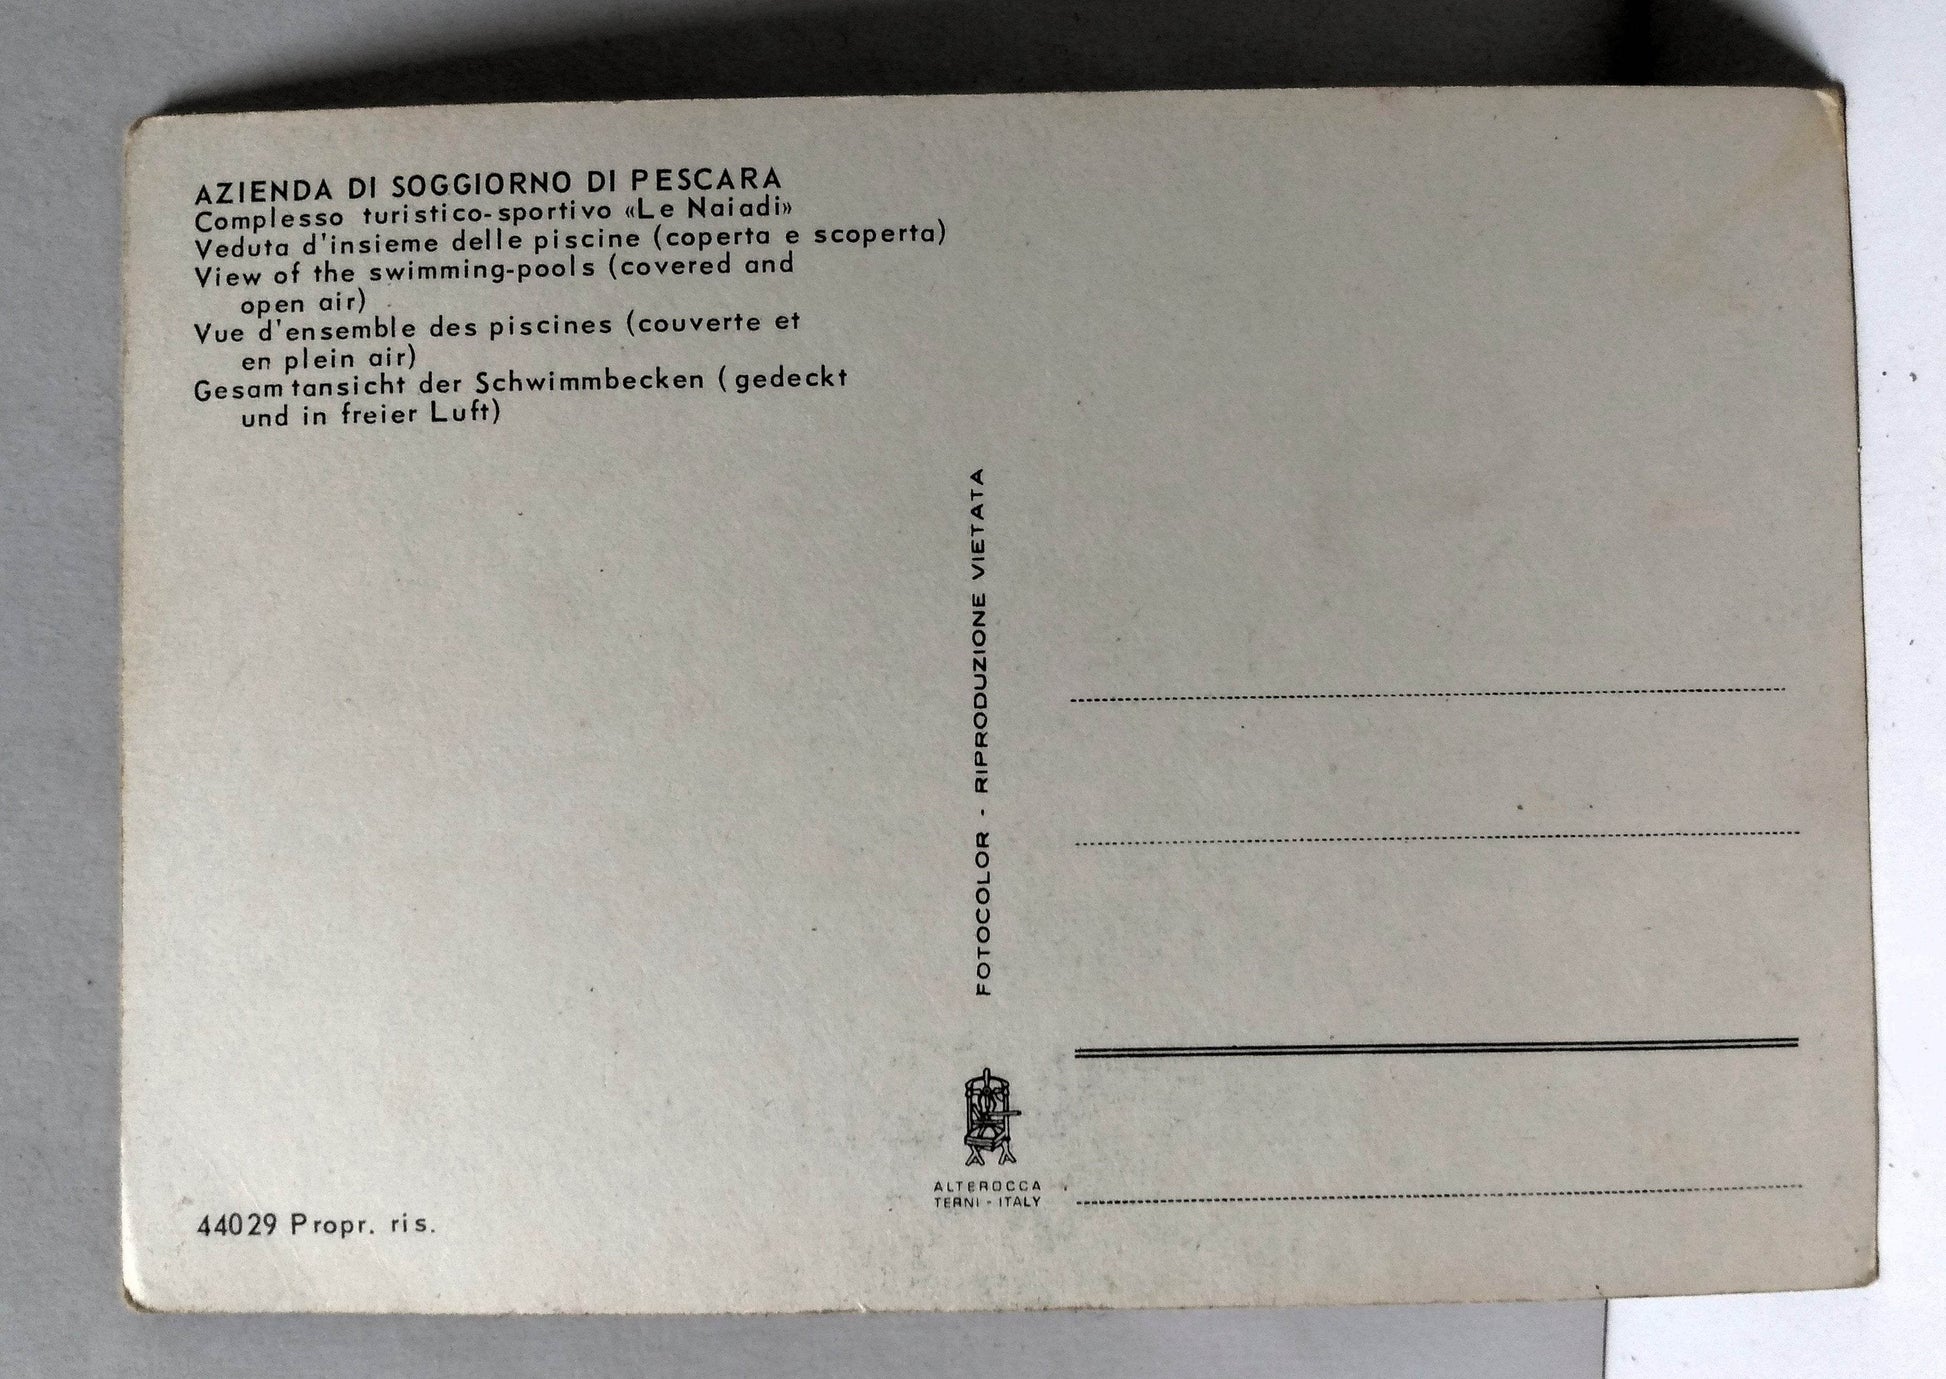 AZIENDA DI SOGGIORNO DI PESCARA
Complesso turistico-sportivo «Le Naiadi»
Veduta d'insieme delle piscine (coperta e scoperta)
View of the swimming-pools (covered and
open air)
Vue d'ensemble des piscines (couverte et
en plein air)
Gesamtansicht der Schwimmbecken (gedeckt
und in freier Luft)
FOTOCOLOR - RIPRODUZIONE VIETATA
ALTEROCCA
TERNI - ITALY
44029 Propr. ris.